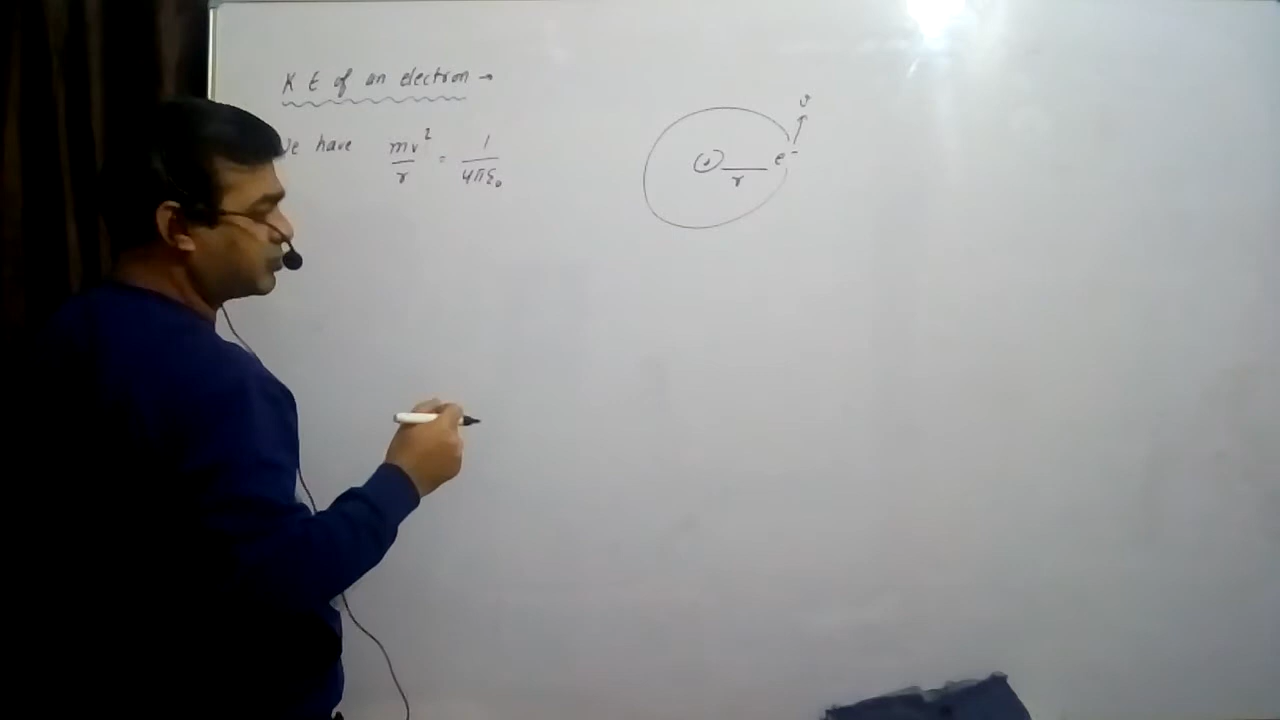 K E of an electron →
We have mv²/r = 1/4πε₀
v
+ e⁻
r